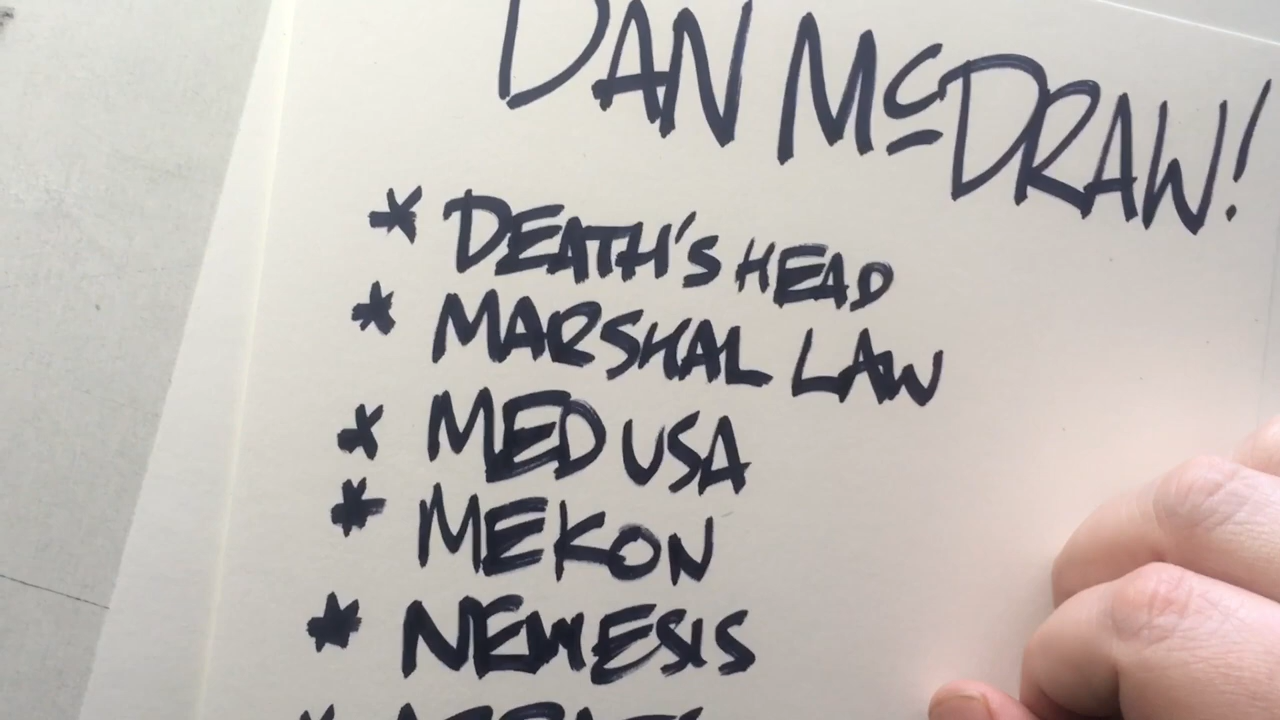 DAN McDRAW!
* DEATH'S HEAD
* MARSHAL LAW
* MEDUSA
* MEKON
* NEMESIS